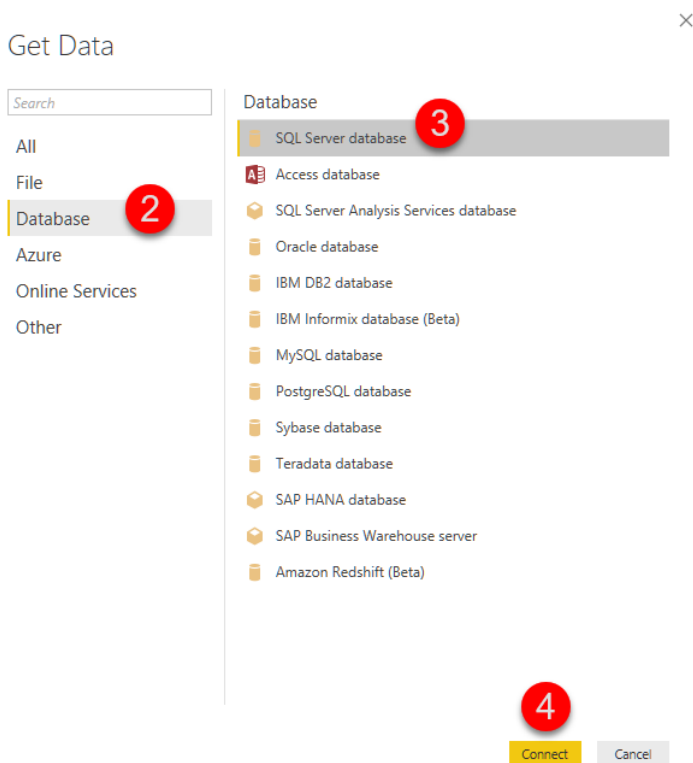 Get Data
Search
All
File
Database
2
Azure
Online Services
Other
Database
3
SQL Server database
A
Access database
SQL Server Analysis Services database
Oracle database
IBM DB2 database
IBM Informix database (Beta)
MySQL database
PostgreSQL database
Sybase database
Teradata database
SAP HANA database
SAP Business Warehouse server
Amazon Redshift (Beta)
4
Connect
Cancel